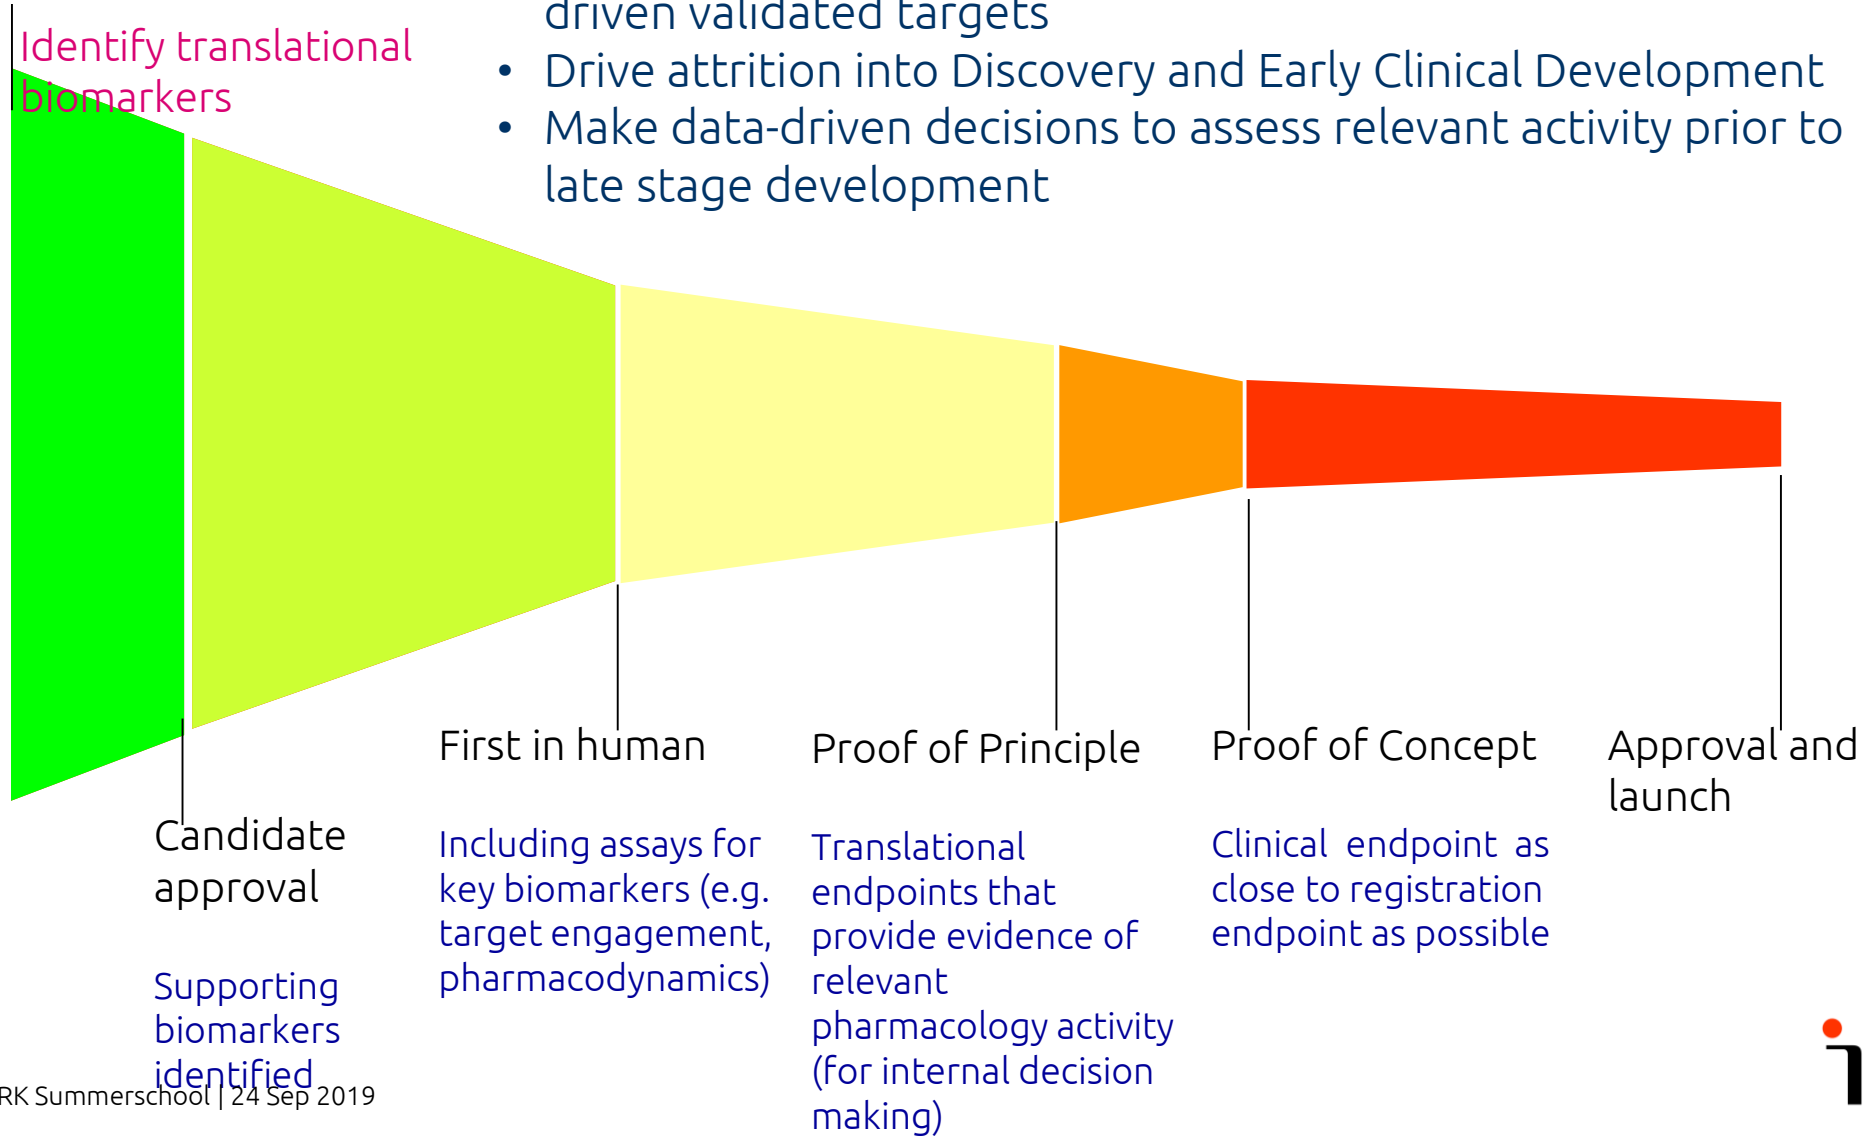 driven validated targets
Identify translational
biomarkers
• Drive attrition into Discovery and Early Clinical Development
• Make data-driven decisions to assess relevant activity prior to
late stage development
First in human
Including assays for
key biomarkers (e.g.
target engagement,
pharmacodynamics)
Proof of Principle
Translational
endpoints that
provide evidence of
relevant
pharmacology activity
(for internal decision
making)
Proof of Concept
Clinical endpoint as
close to registration
endpoint as possible
Approval and
launch
Candidate
approval
Supporting
biomarkers
identified
RK Summerschool | 24 Sep 2019